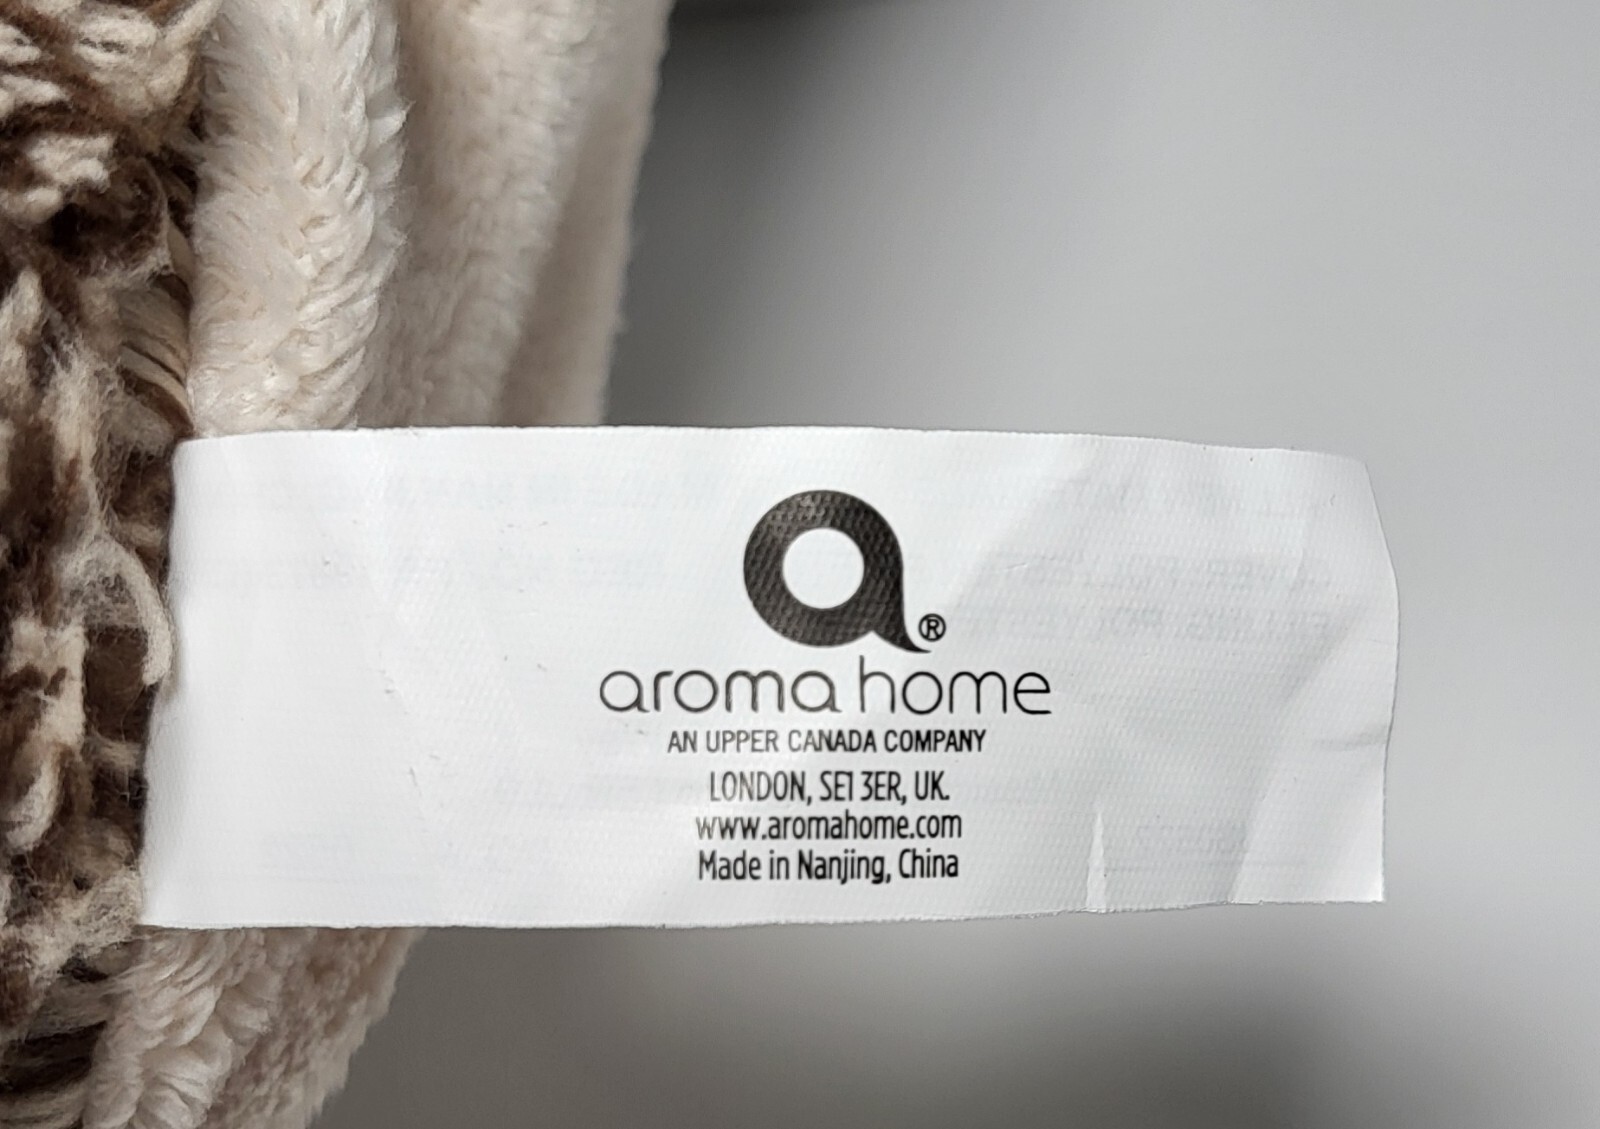 a®
aroma home
AN UPPER CANADA COMPANY
LONDON, SE1 3ER, UK.
www.aromahome.com
Made in Nanjing, China